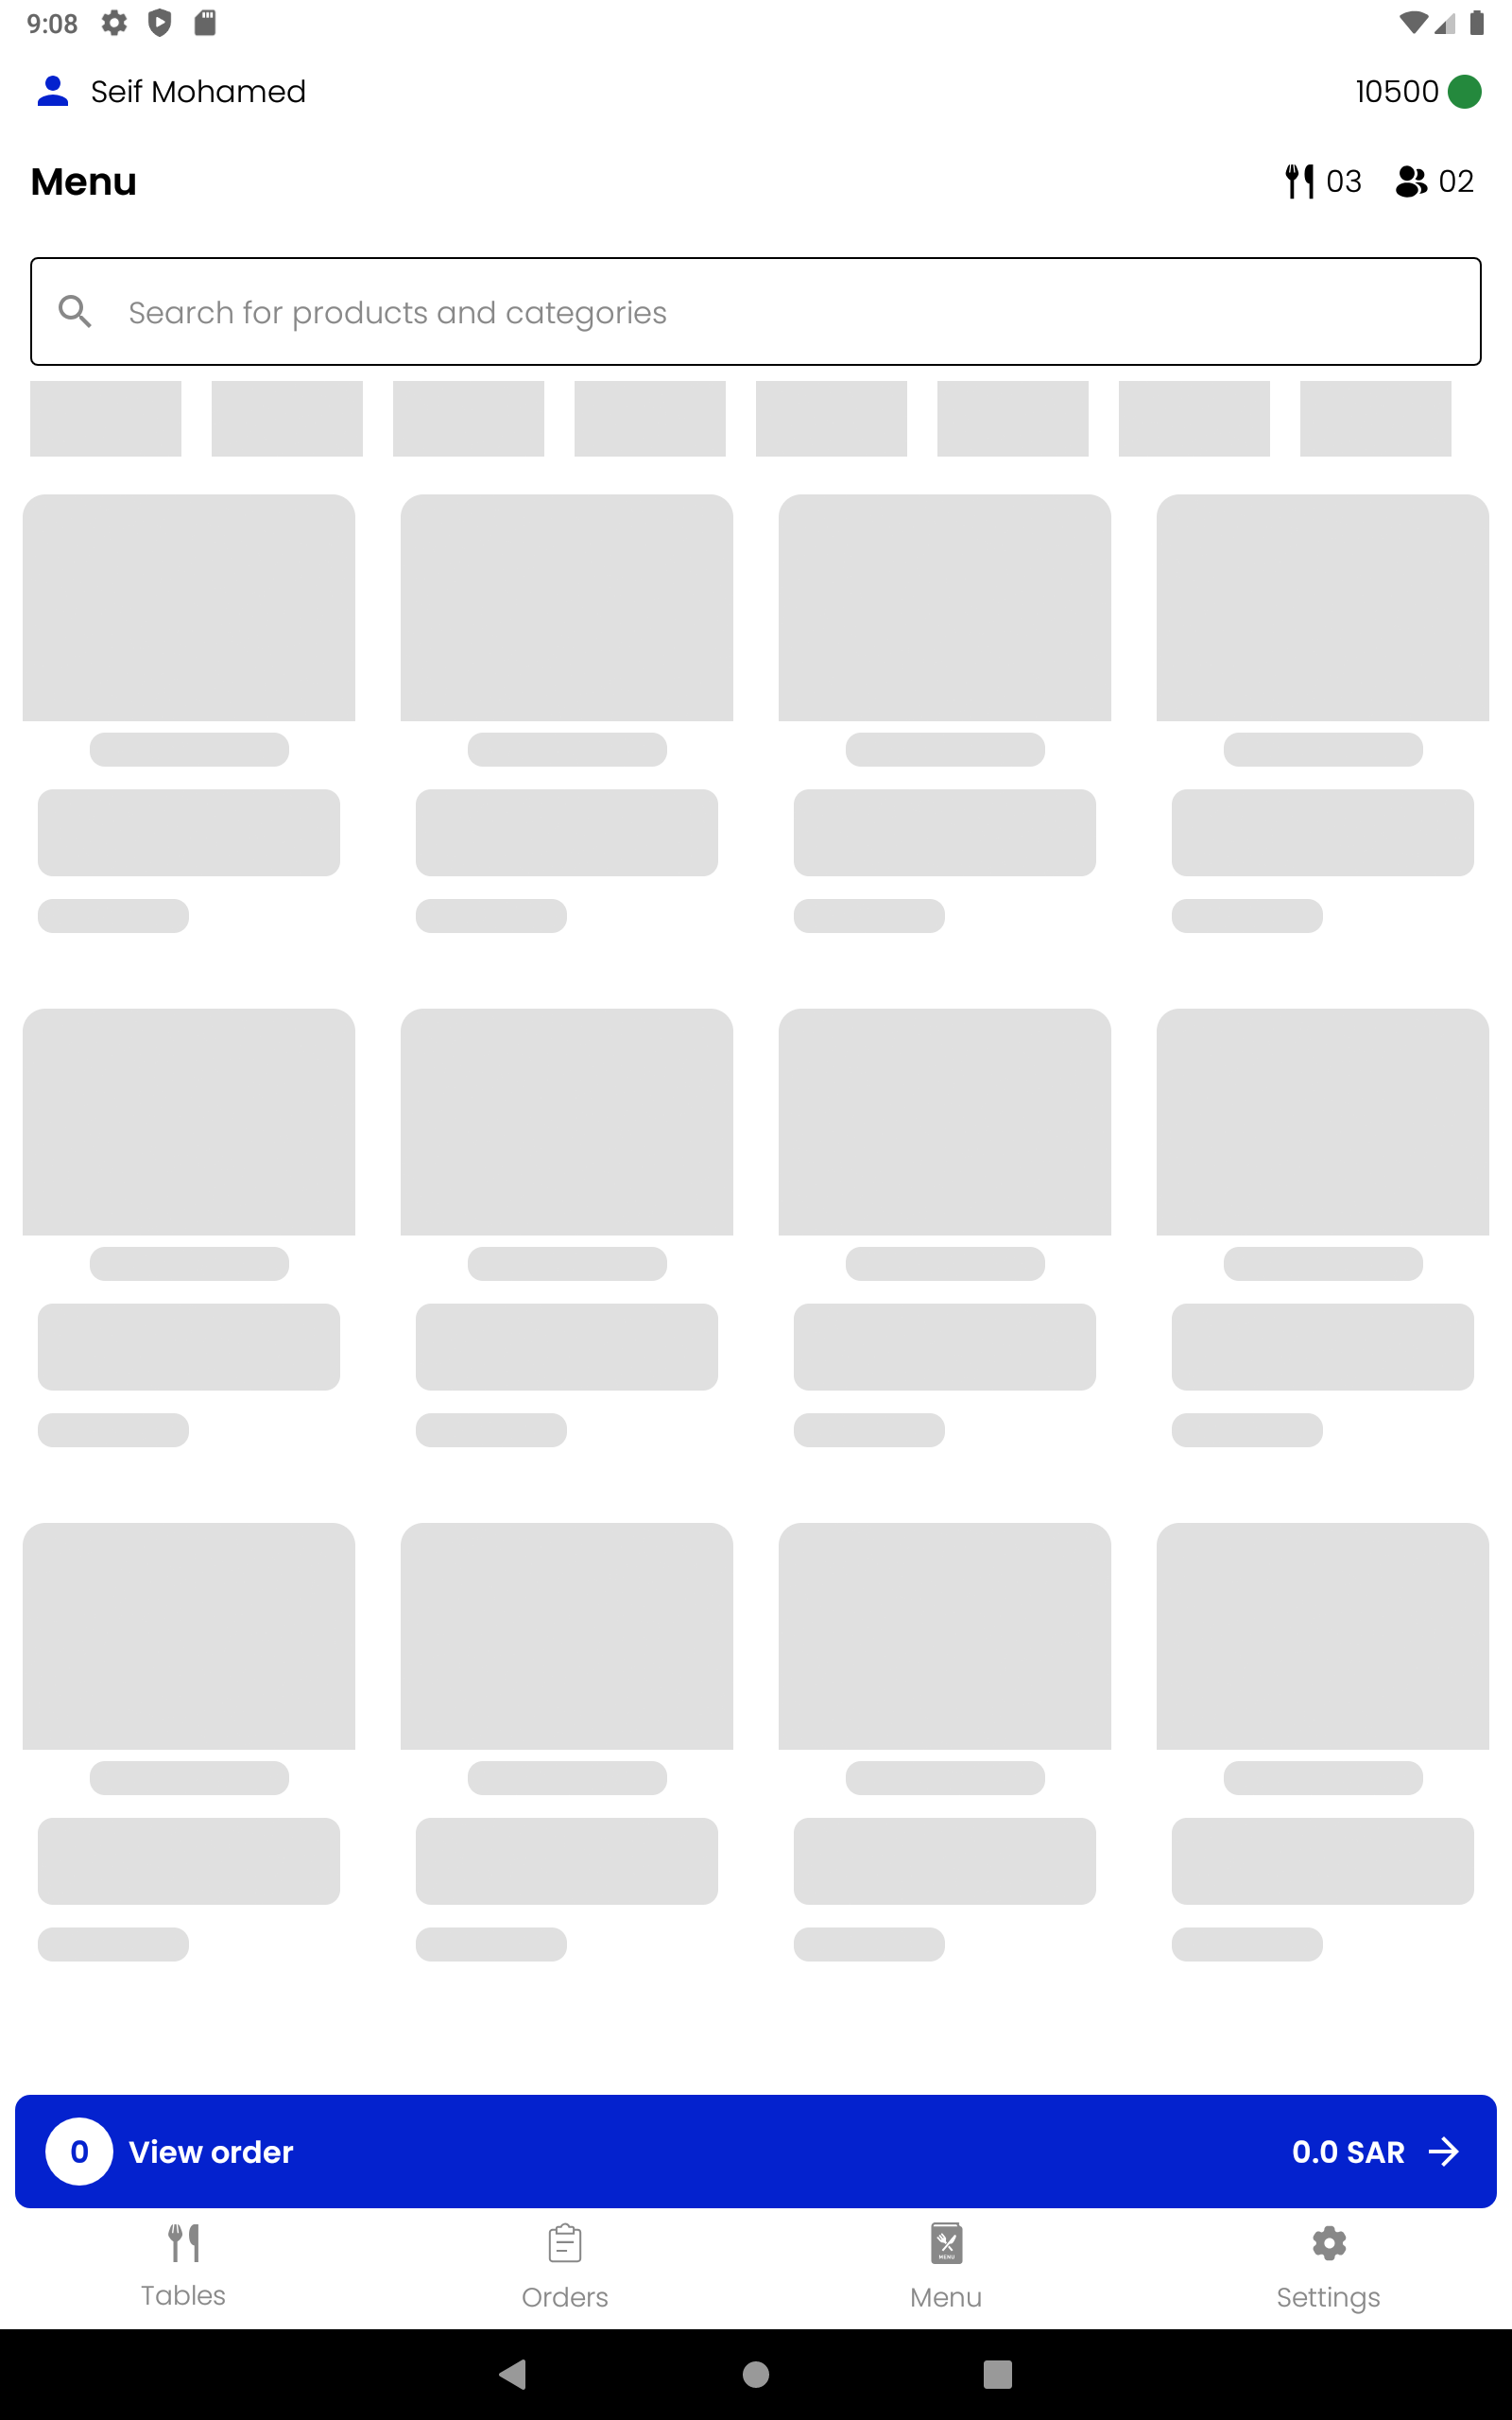 9:08
Seif Mohamed
10500
Menu
03
02
Search for products and categories
0
View order
0.0 SAR
Tables
Orders
MENU
Menu
Settings